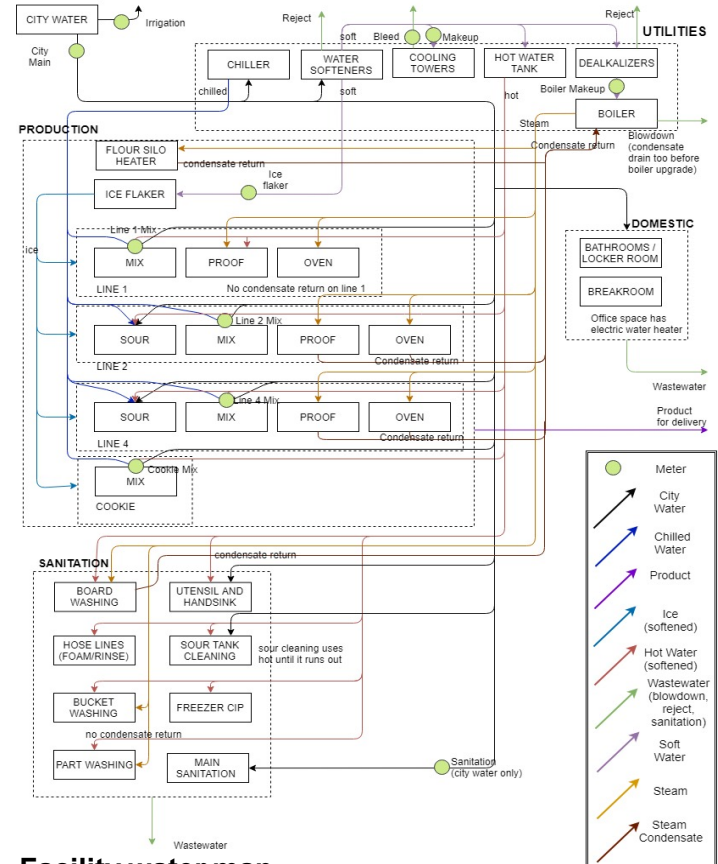 CITY WATER
Irrigation
City
Main
Reject
soft
Bleed
Makeup
Reject
UTILITIES
CHILLER
WATER
SOFTENERS
COOLING
TOWERS
HOT WATER
TANK
DEALKALIZERS
chilled
soft
hot
Boiler Makeup
BOILER
Steam
Blowdown
(condensate
drain too before
boiler upgrade)
Condensate return
PRODUCTION
FLOUR SILO
HEATER
condensate return
ICE FLAKER
Ice
flaker
ice
Line 1 Mix
MIX
PROOF
OVEN
LINE 1
No condensate return on line 1
DOMESTIC
BATHROOMS /
LOCKER ROOM
BREAKROOM
Office space has
electric water heater
Line 2 Mix
SOUR
MIX
PROOF
OVEN
LINE 2
Condensate return
Wastewater
Line 4 Mix
SOUR
MIX
PROOF
OVEN
LINE 4
Condensate return
Product
for delivery
Cookie Mix
MIX
COOKIE
Meter
City
Water
Chilled
Water
Product
Ice
(softened)
Hot Water
(softened)
Wastewater
(blowdown,
reject,
sanitation)
Soft
Water
Steam
Steam
Condensate
SANITATION
condensate return
BOARD
WASHING
UTENSIL AND
HANDSINK
HOSE LINES
(FOAM/RINSE)
SOUR TANK
CLEANING
sour cleaning uses
hot until it runs out
BUCKET
WASHING
FREEZER CIP
no condensate return
PART WASHING
MAIN
SANITATION
Sanitation
(city water only)
Wastewater
Facility water map